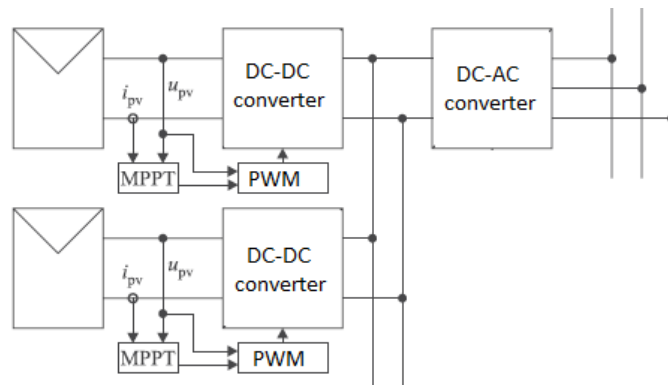 DC-DC
converter
DC-AC
converter
i_pv
u_pv
MPPT
PWM
DC-DC
converter
i_pv
u_pv
MPPT
PWM